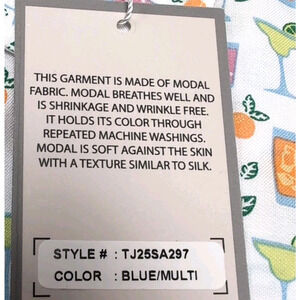 THIS GARMENT IS MADE OF MODAL
FABRIC. MODAL BREATHES WELL AND
IS SHRINKAGE AND WRINKLE FREE.
IT HOLDS ITS COLOR THROUGH
REPEATED MACHINE WASHINGS.
MODAL IS SOFT AGAINST THE SKIN
WITH A TEXTURE SIMILAR TO SILK.
STYLE # : TJ25SA297
COLOR : BLUE/MULTI